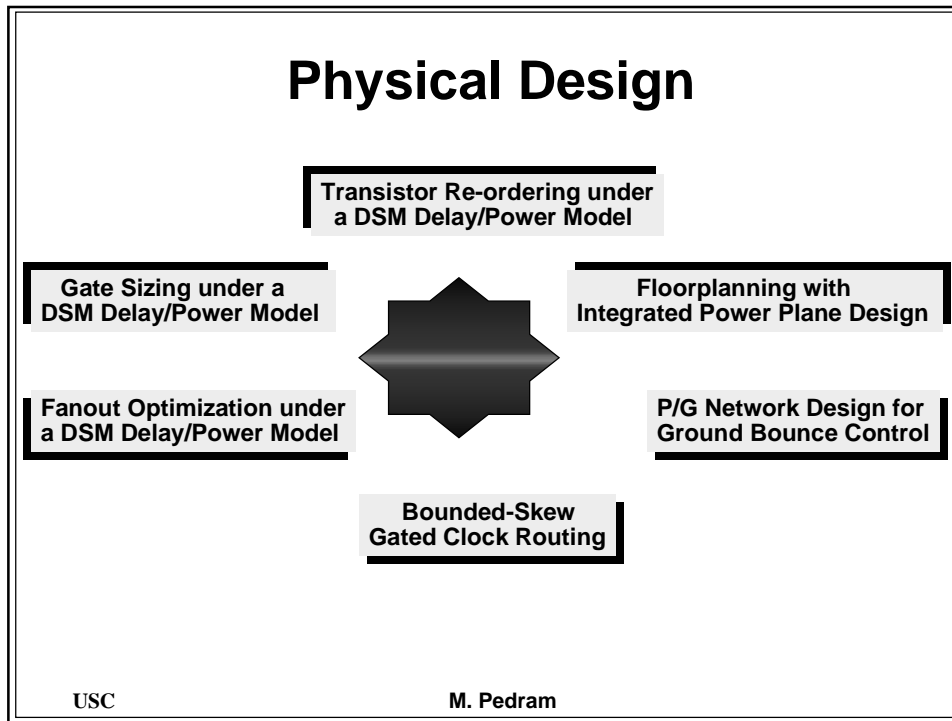 Physical Design
Transistor Re-ordering under
a DSM Delay/Power Model
Gate Sizing under a
DSM Delay/Power Model
Floorplanning with
Integrated Power Plane Design
Fanout Optimization under
a DSM Delay/Power Model
P/G Network Design for
Ground Bounce Control
Bounded-Skew
Gated Clock Routing
USC
M. Pedram